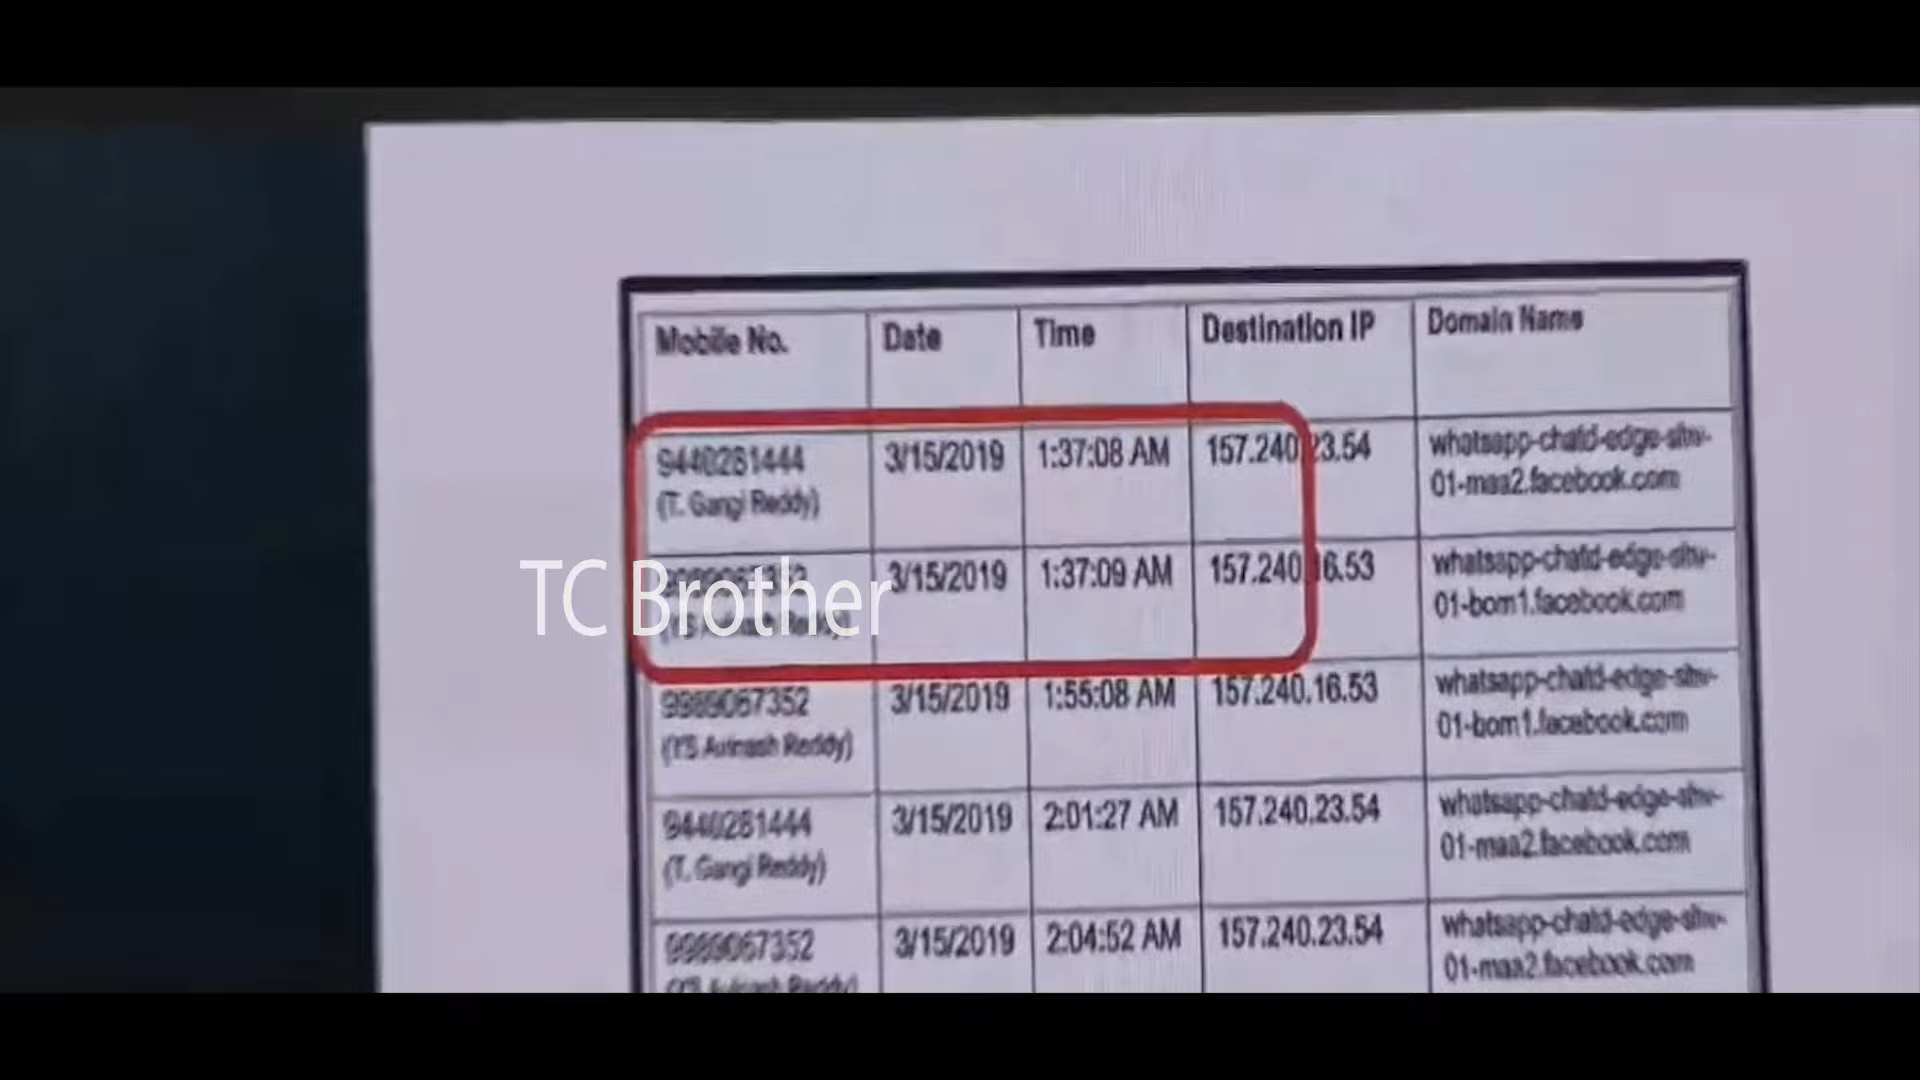 Mobile No. Date Time Destination IP Domain Name
9440281444 3/15/2019 1:37:08 AM 157.240.23.54 whatsapp-chatd-edge-shv-
(T. Gangi Reddy) 01-maa2.facebook.com
3/15/2019 1:37:09 AM 157.240.16.53 whatsapp-chatd-edge-shv-
(YS Avinash Reddy) 01-bom1.facebook.com
TC Brother
9989067352 3/15/2019 1:55:08 AM 157.240.16.53 whatsapp-chatd-edge-shv-
(YS Avinash Reddy) 01-bom1.facebook.com
9440281444 3/15/2019 2:01:27 AM 157.240.23.54 whatsapp-chatd-edge-shv-
(T. Gangi Reddy) 01-maa2.facebook.com
9989067352 3/15/2019 2:04:52 AM 157.240.23.54 whatsapp-chatd-edge-shv-
(YS Avinash Reddy) 01-maa2.facebook.com